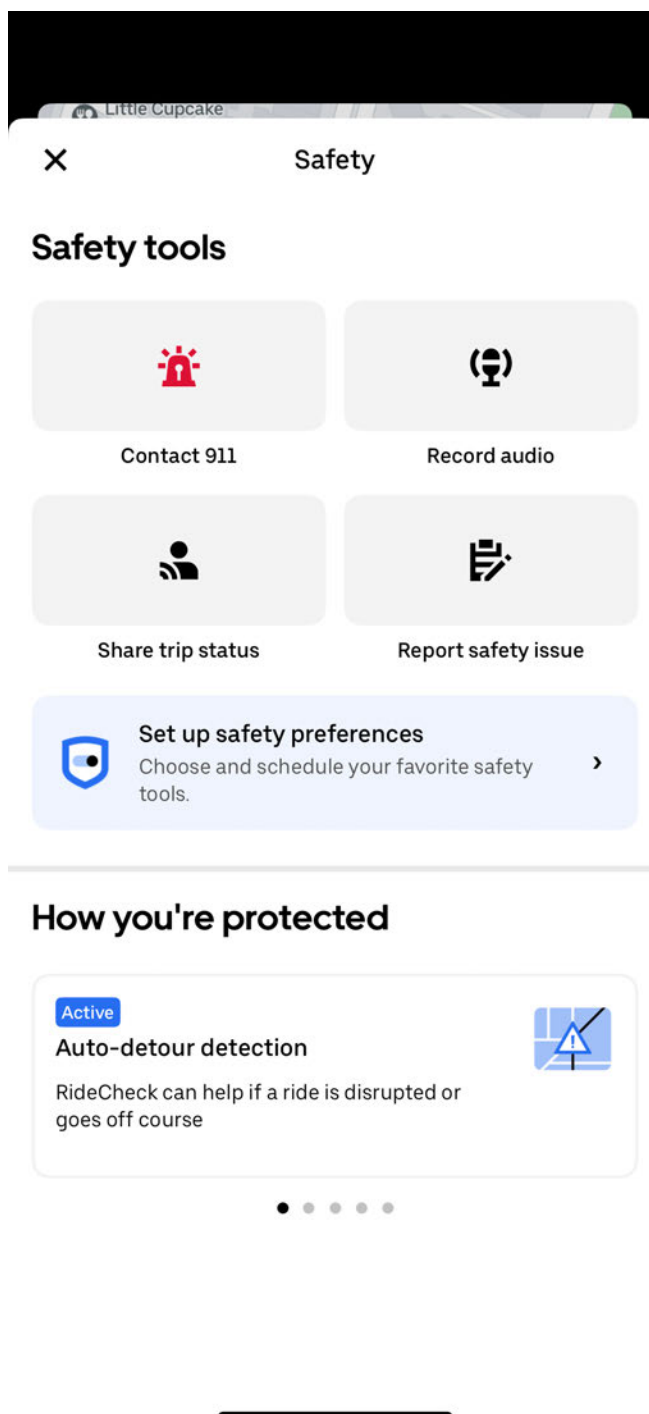 Little Cupcake
Safety
Safety tools
Contact 911
Record audio
Share trip status
Report safety issue
Set up safety preferences
Choose and schedule your favorite safety
tools.
How you're protected
Active
Auto-detour detection
RideCheck can help if a ride is disrupted or
goes off course